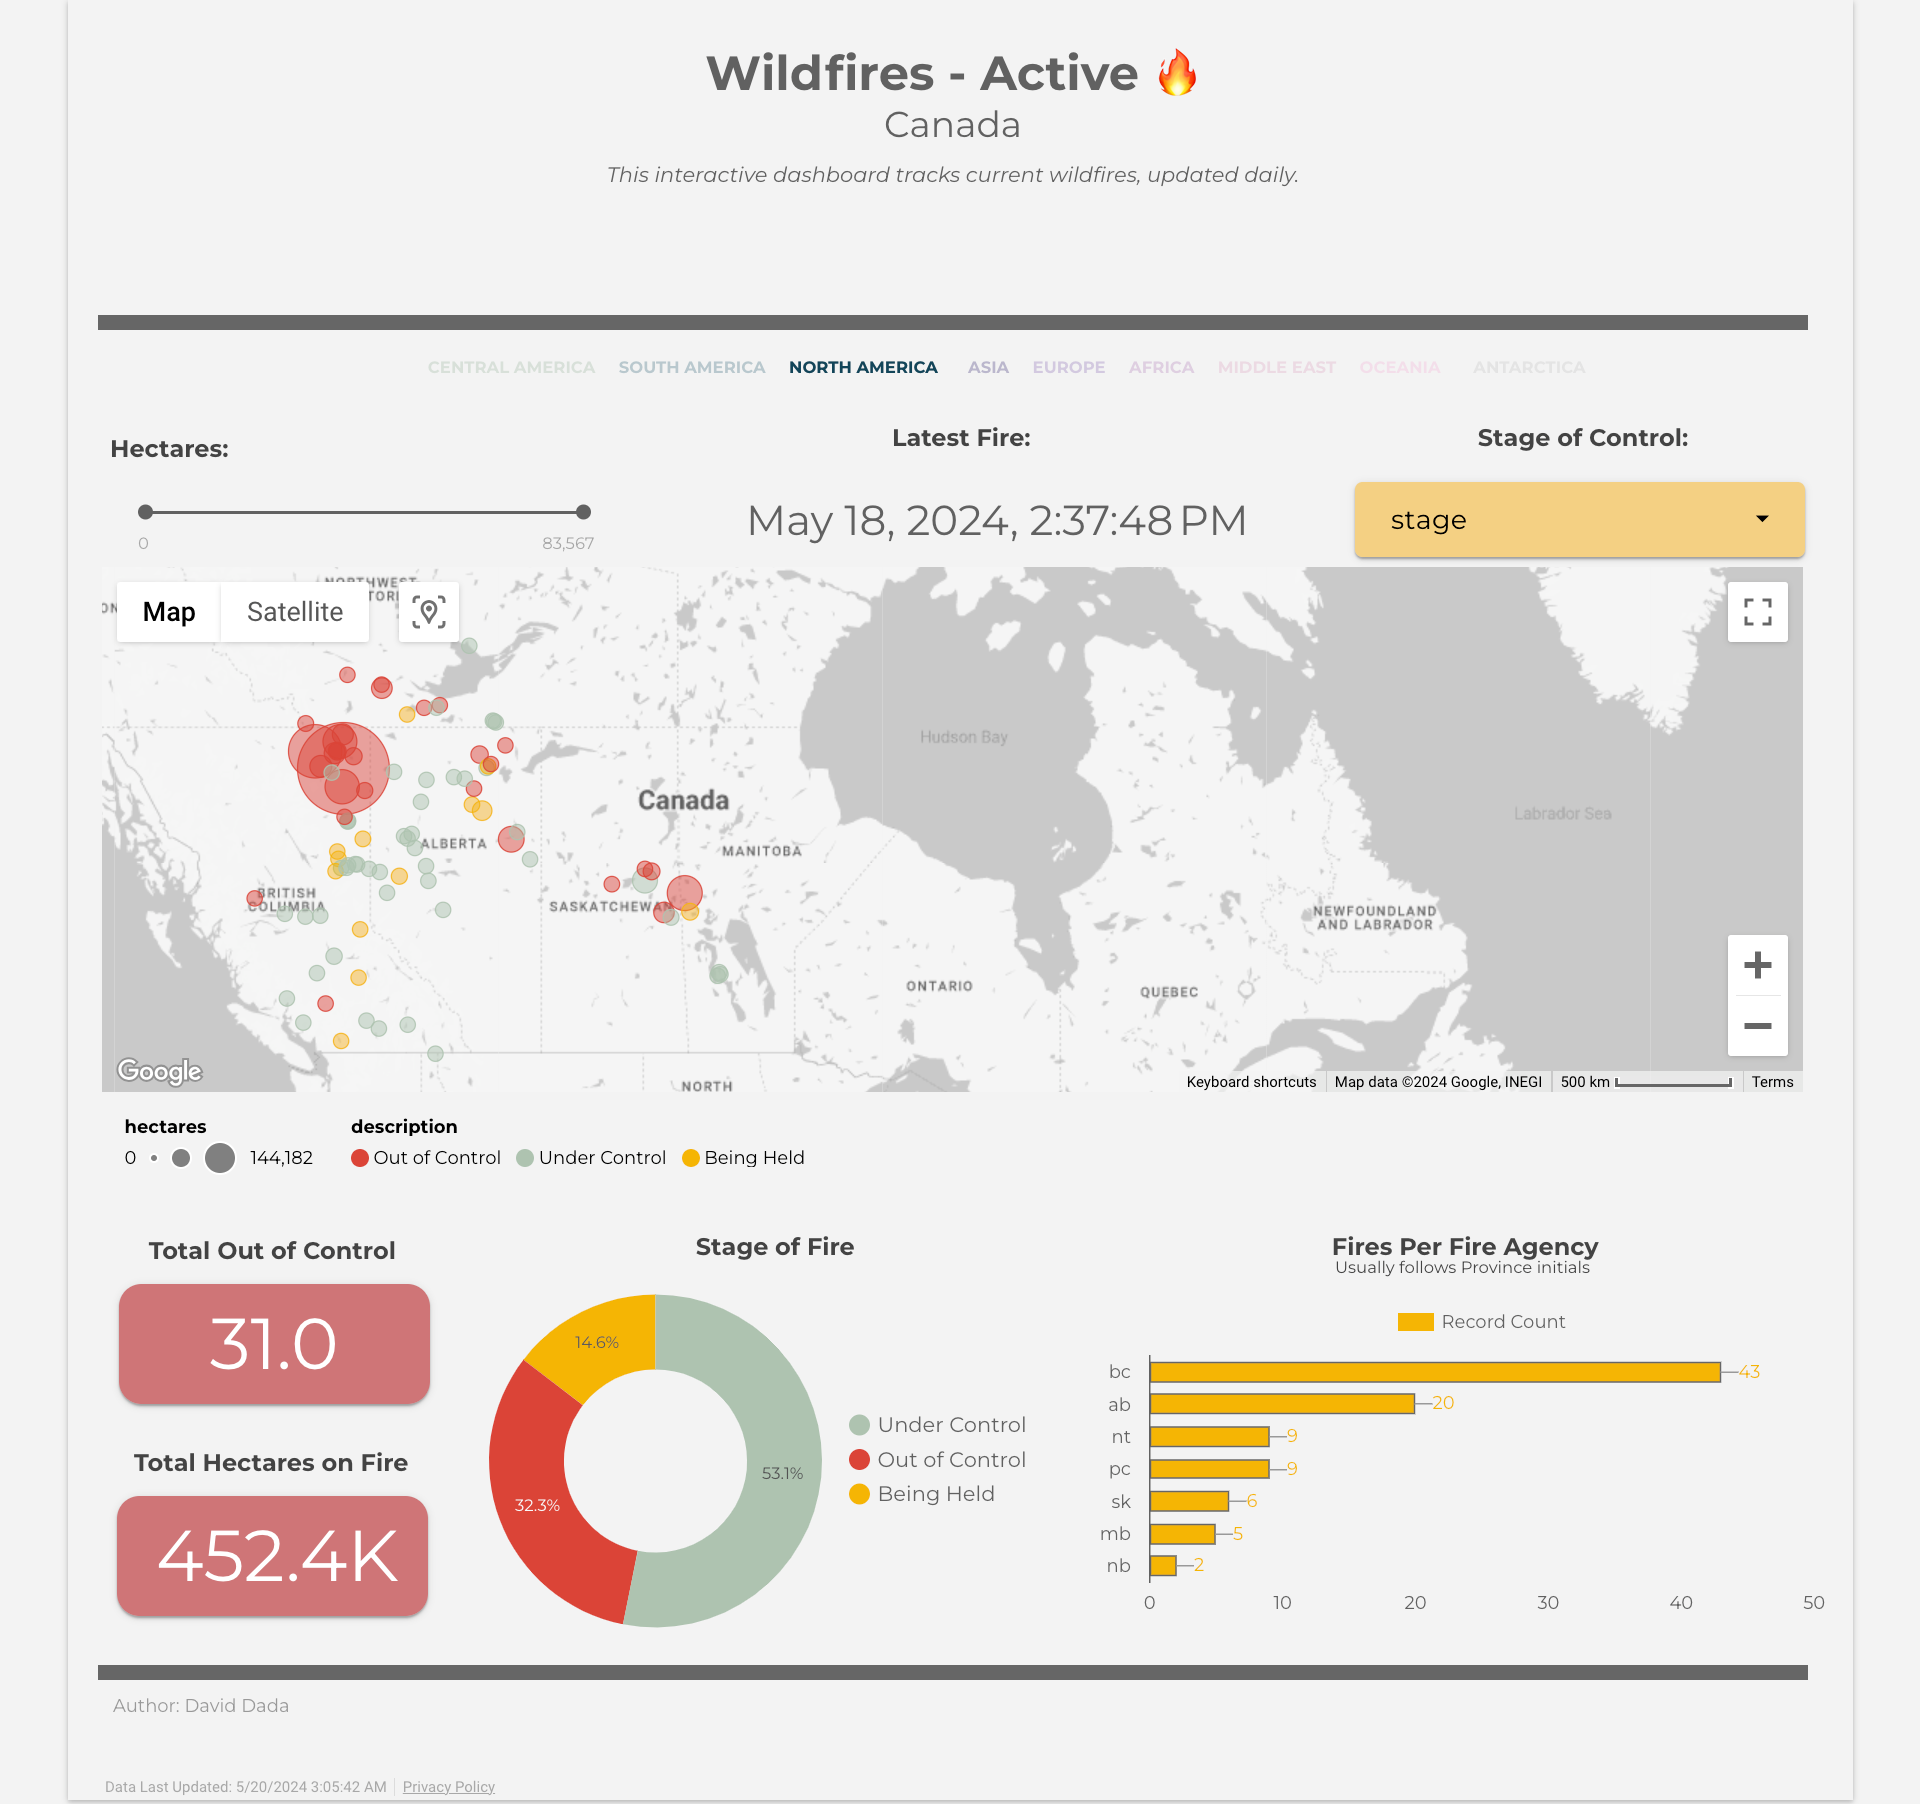 Wildfires - Active
Canada
This interactive dashboard tracks current wildfires, updated daily.
CENTRAL AMERICA SOUTH AMERICA NORTH AMERICA ASIA EUROPE AFRICA MIDDLE EAST OCEANIA ANTARCTICA
Hectares:
Latest Fire:
Stage of Control:
0 83,567
May 18, 2024, 2:37:48 PM
stage
NORTHWEST
Map Satellite
Hudson Bay
Canada
Labrador Sea
ALBERTA
MANITOBA
BRITISH
COLUMBIA
SASKATCHEWAN
NEWFOUNDLAND
AND LABRADOR
ONTARIO
QUEBEC
Google
NORTH
Keyboard shortcuts Map data ©2024 Google, INEGI 500 km Terms
hectares
0 144,182
description
Out of Control Under Control Being Held
Total Out of Control
31.0
Total Hectares on Fire
452.4K
Stage of Fire
14.6%
53.1%
32.3%
Under Control
Out of Control
Being Held
Fires Per Fire Agency
Usually follows Province initials
Record Count
bc 43
ab 20
nt 9
pc 9
sk 6
mb 5
nb 2
0 10 20 30 40 50
Author: David Dada
Data Last Updated: 5/20/2024 3:05:42 AM Privacy Policy